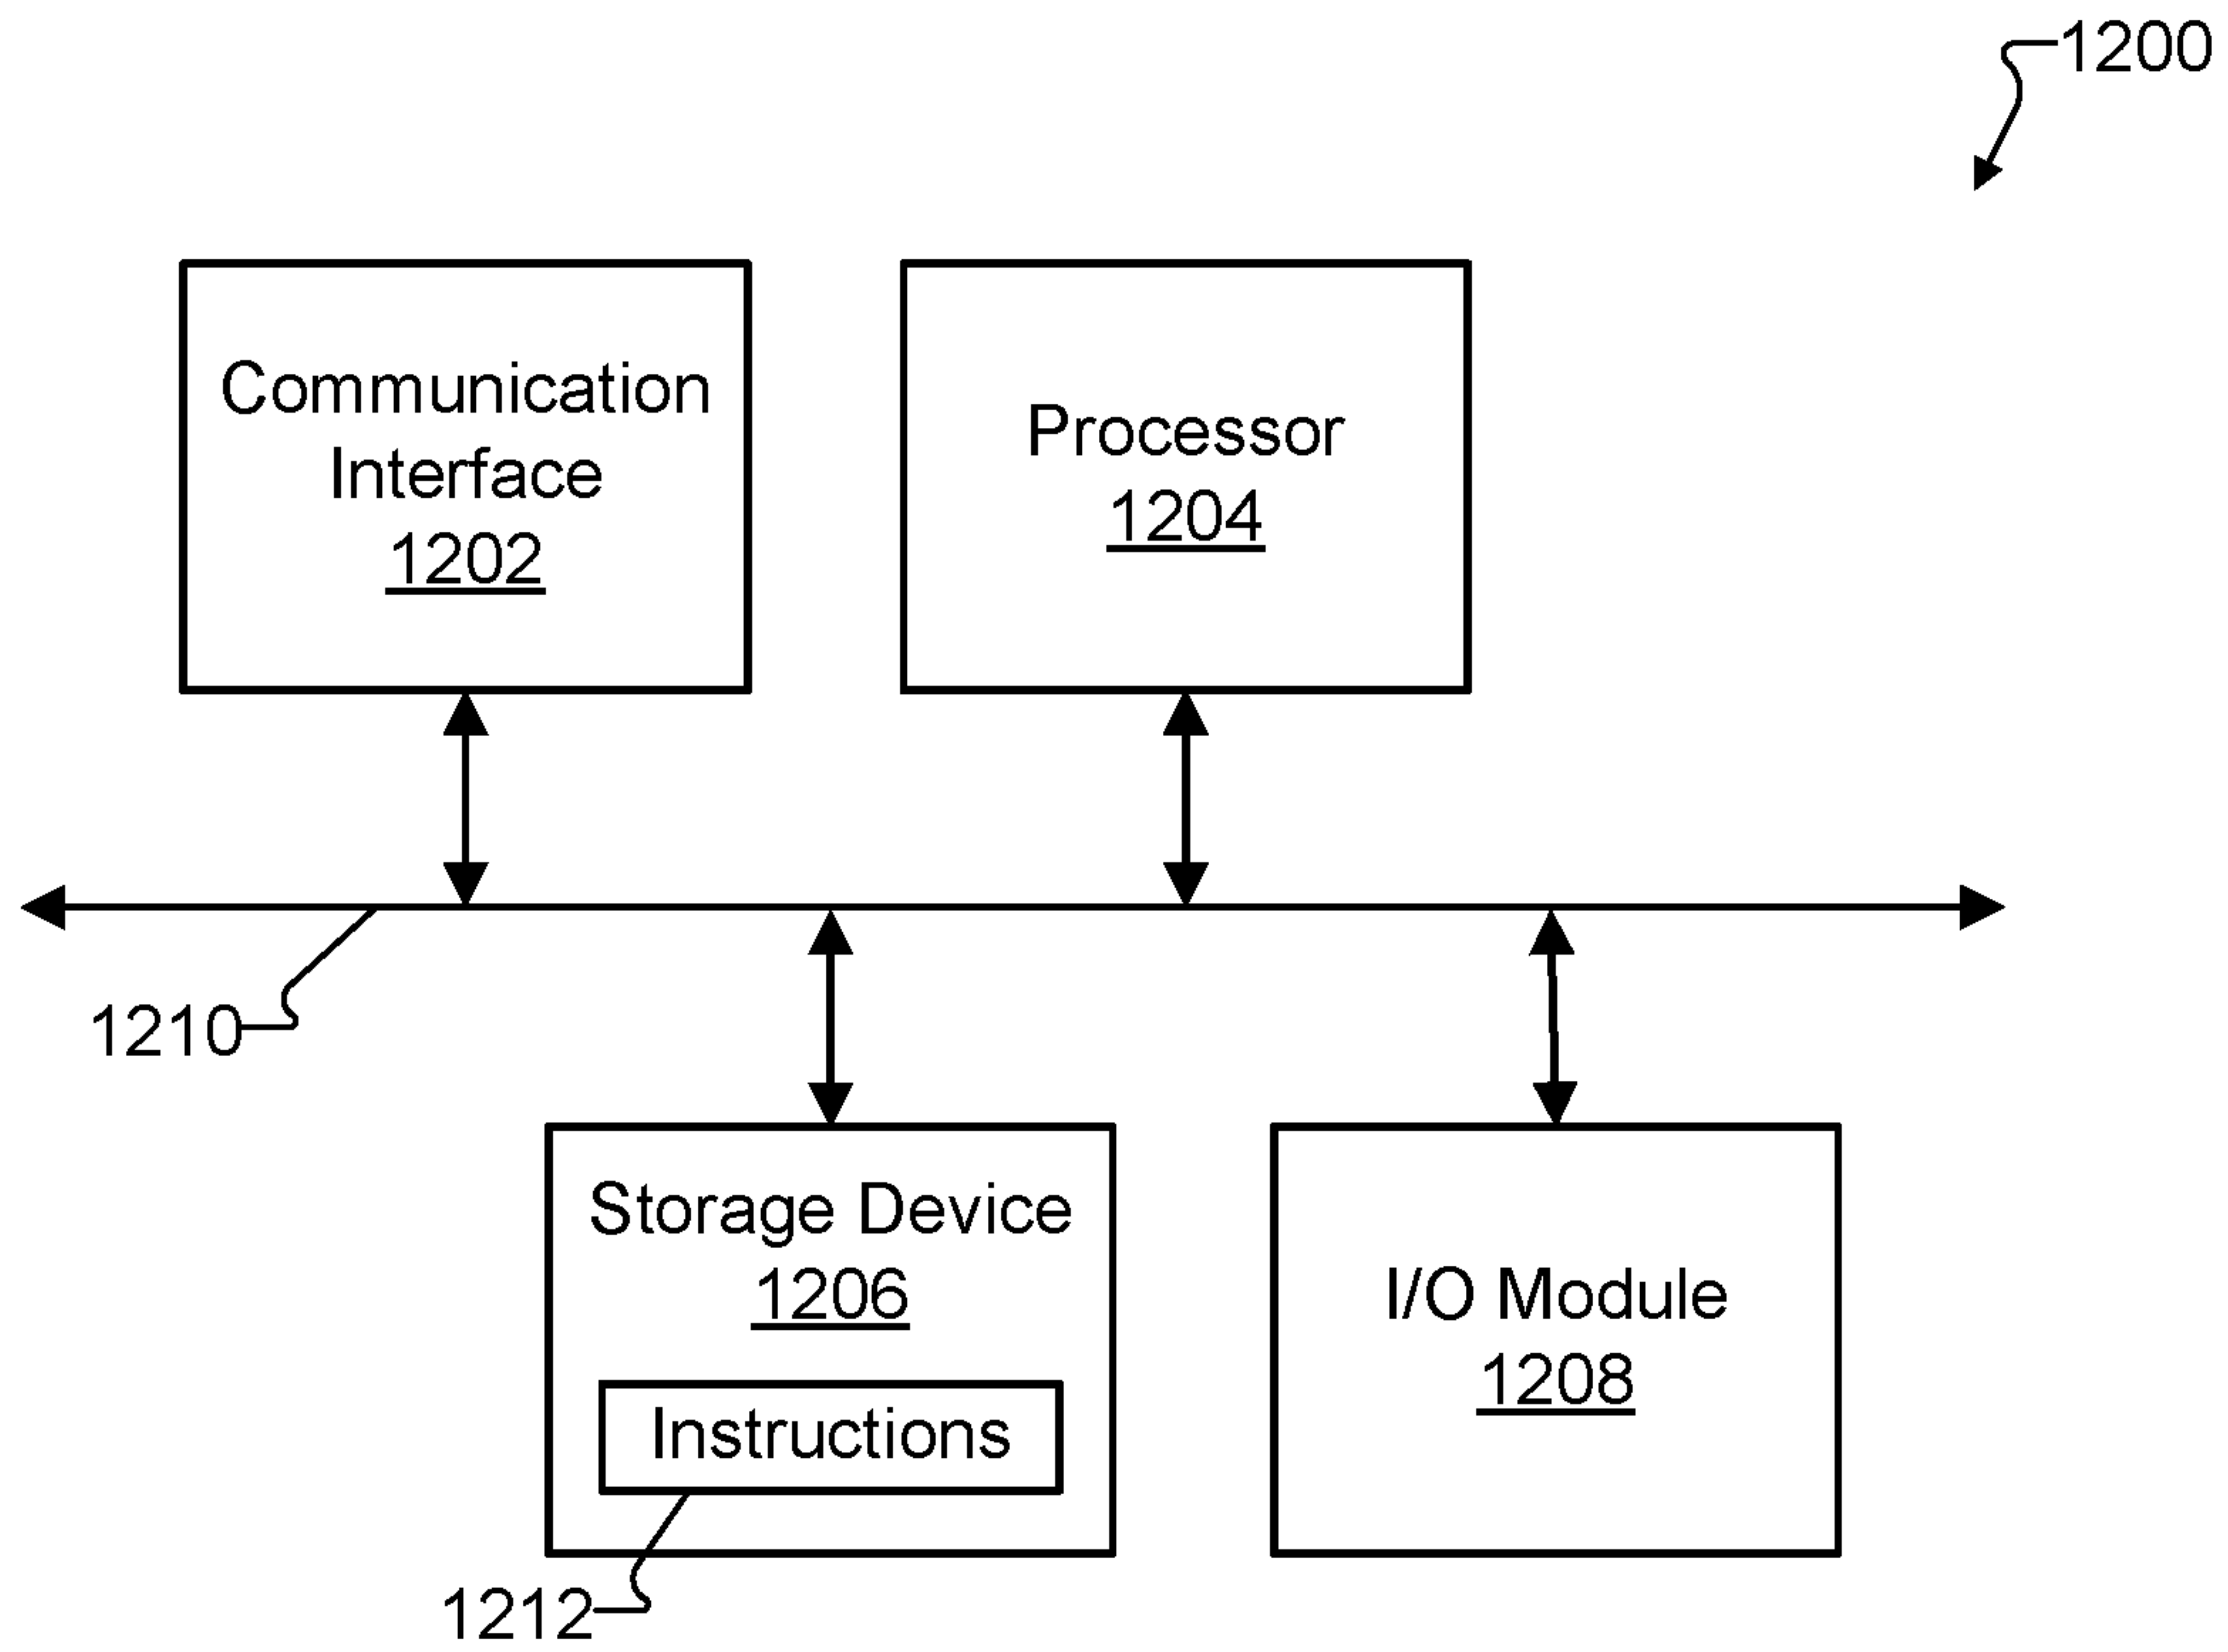 1200
Communication
Interface
1202
Processor
1204
1210
Storage Device
1206
Instructions
1212
I/O Module
1208